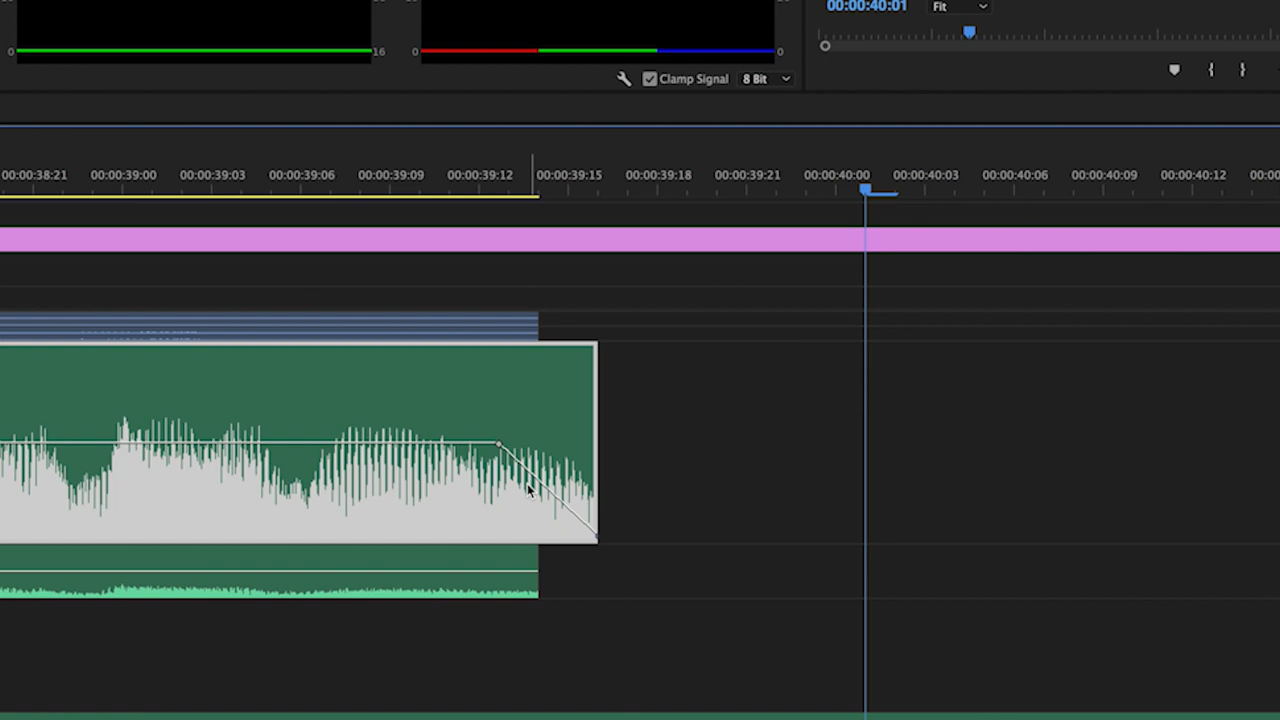 00:00:40:01 Fit
0 16 0 0
Clamp Signal 8 Bit
00:00:38:21 00:00:39:00 00:00:39:03 00:00:39:06 00:00:39:09 00:00:39:12 00:00:39:15 00:00:39:18 00:00:39:21 00:00:40:00 00:00:40:03 00:00:40:06 00:00:40:09 00:00:40:12 00:00